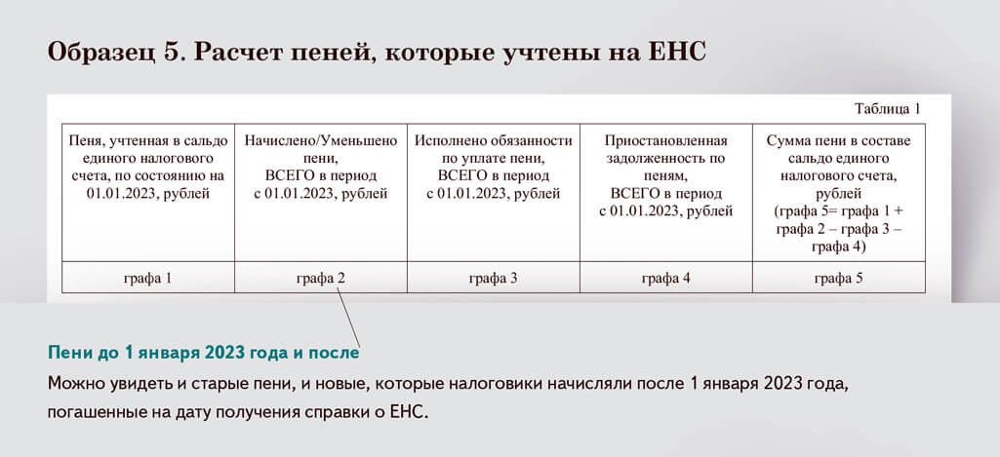 Образец 5. Расчет пеней, которые учтены на ЕНС
Таблица 1
Пеня, учтенная в сальдо
единого налогового
счета, по состоянию на
01.01.2023, рублей
Начислено/Уменьшено
пени,
ВСЕГО в период
с 01.01.2023, рублей
Исполнено обязанности
по уплате пени,
ВСЕГО в период
с 01.01.2023, рублей
Приостановленная
задолженность по
пеням,
ВСЕГО в период
с 01.01.2023, рублей
Сумма пени в составе
сальдо единого
налогового счета,
рублей
(графа 5= графа 1 +
графа 2 – графа 3 –
графа 4)
графа 1
графа 2
графа 3
графа 4
графа 5
Пени до 1 января 2023 года и после
Можно увидеть и старые пени, и новые, которые налоговики начисляли после 1 января 2023 года,
погашенные на дату получения справки о ЕНС.